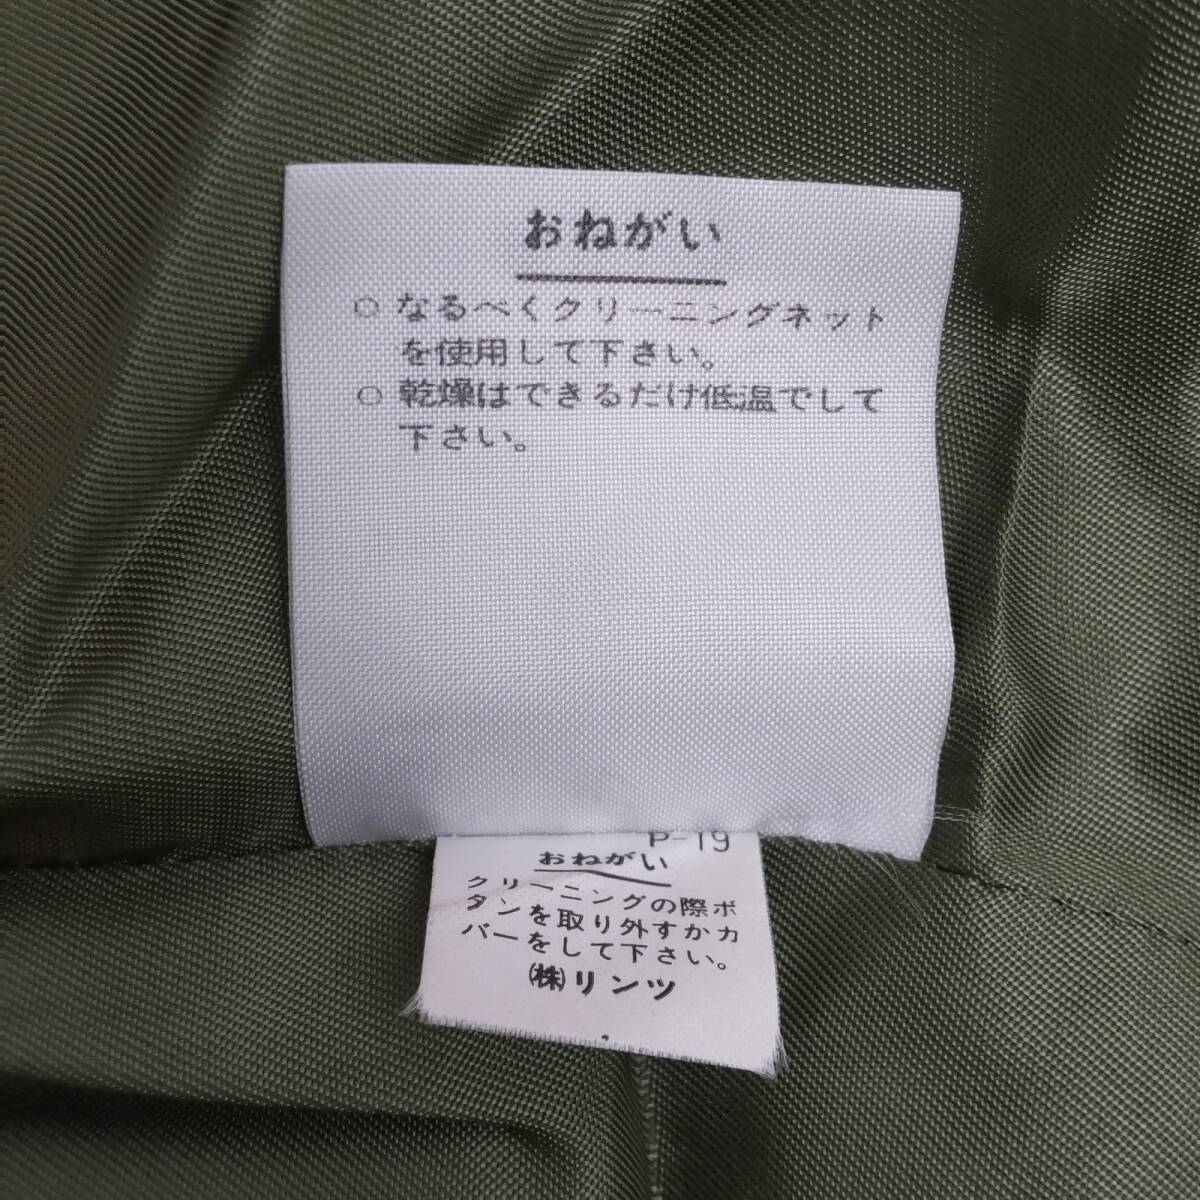 おねがい
○ なるべくクリーニングネット
を使用して下さい。
○ 乾燥はできるだけ低温でして
下さい。
P-19
おねがい
クリーニングの際ボ
タンを取り外すかカ
バーをして下さい。
㈱リンツ